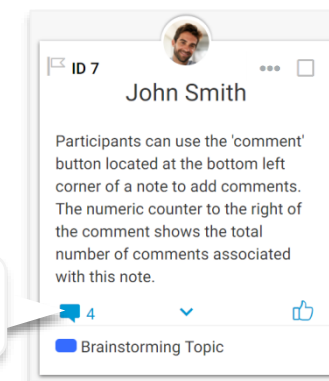 ID 7
John Smith
Participants can use the 'comment'
button located at the bottom left
corner of a note to add comments.
The numeric counter to the right of
the comment shows the total
number of comments associated
with this note.
4
Brainstorming Topic